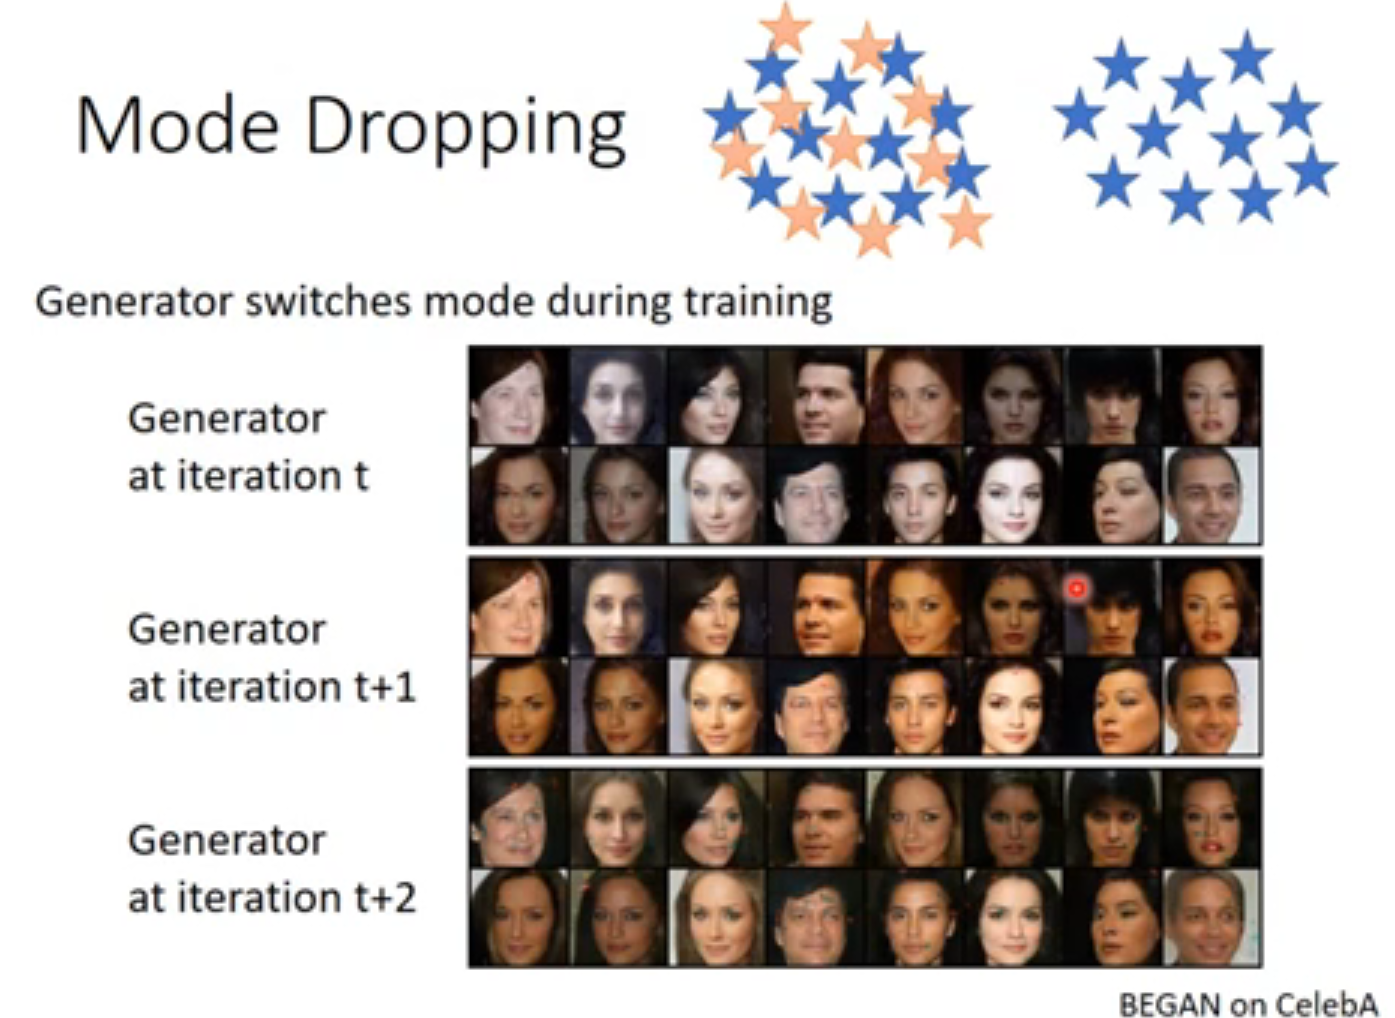 Mode Dropping
Generator switches mode during training
Generator
at iteration t
Generator
at iteration t+1
Generator
at iteration t+2
BEGAN on CelebA